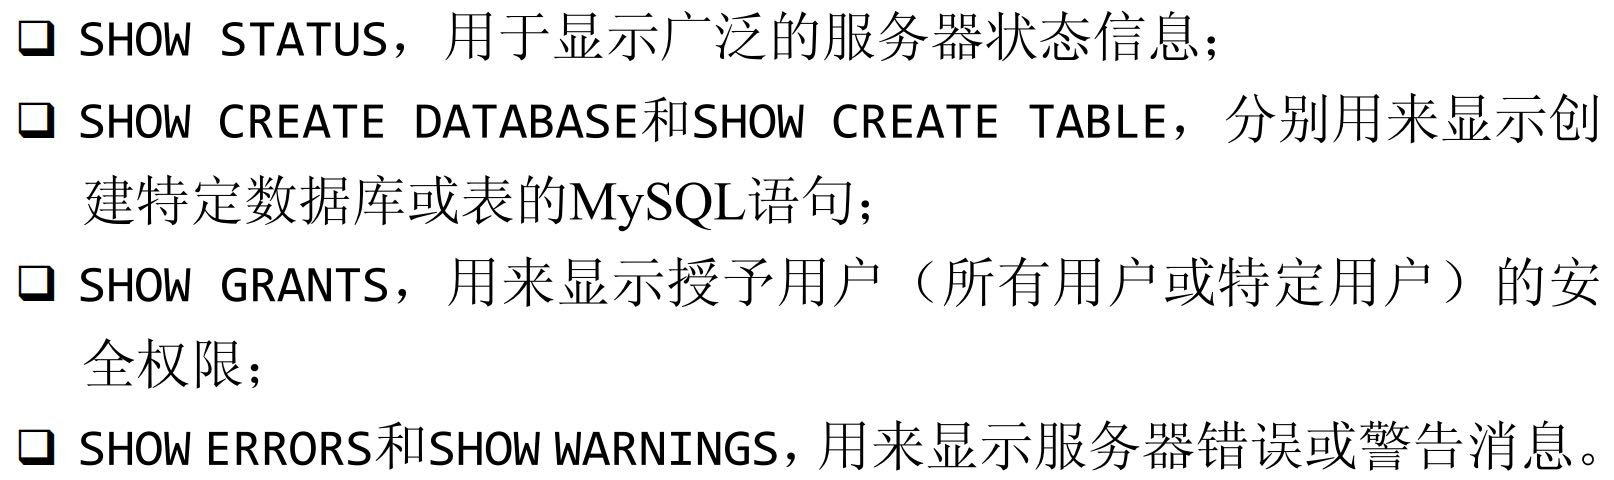 ❑ SHOW STATUS，用于显示广泛的服务器状态信息；
❑ SHOW CREATE DATABASE和SHOW CREATE TABLE，分别用来显示创
建特定数据库或表的MySQL语句；
❑ SHOW GRANTS，用来显示授予用户（所有用户或特定用户）的安
全权限；
❑ SHOW ERRORS和SHOW WARNINGS，用来显示服务器错误或警告消息。